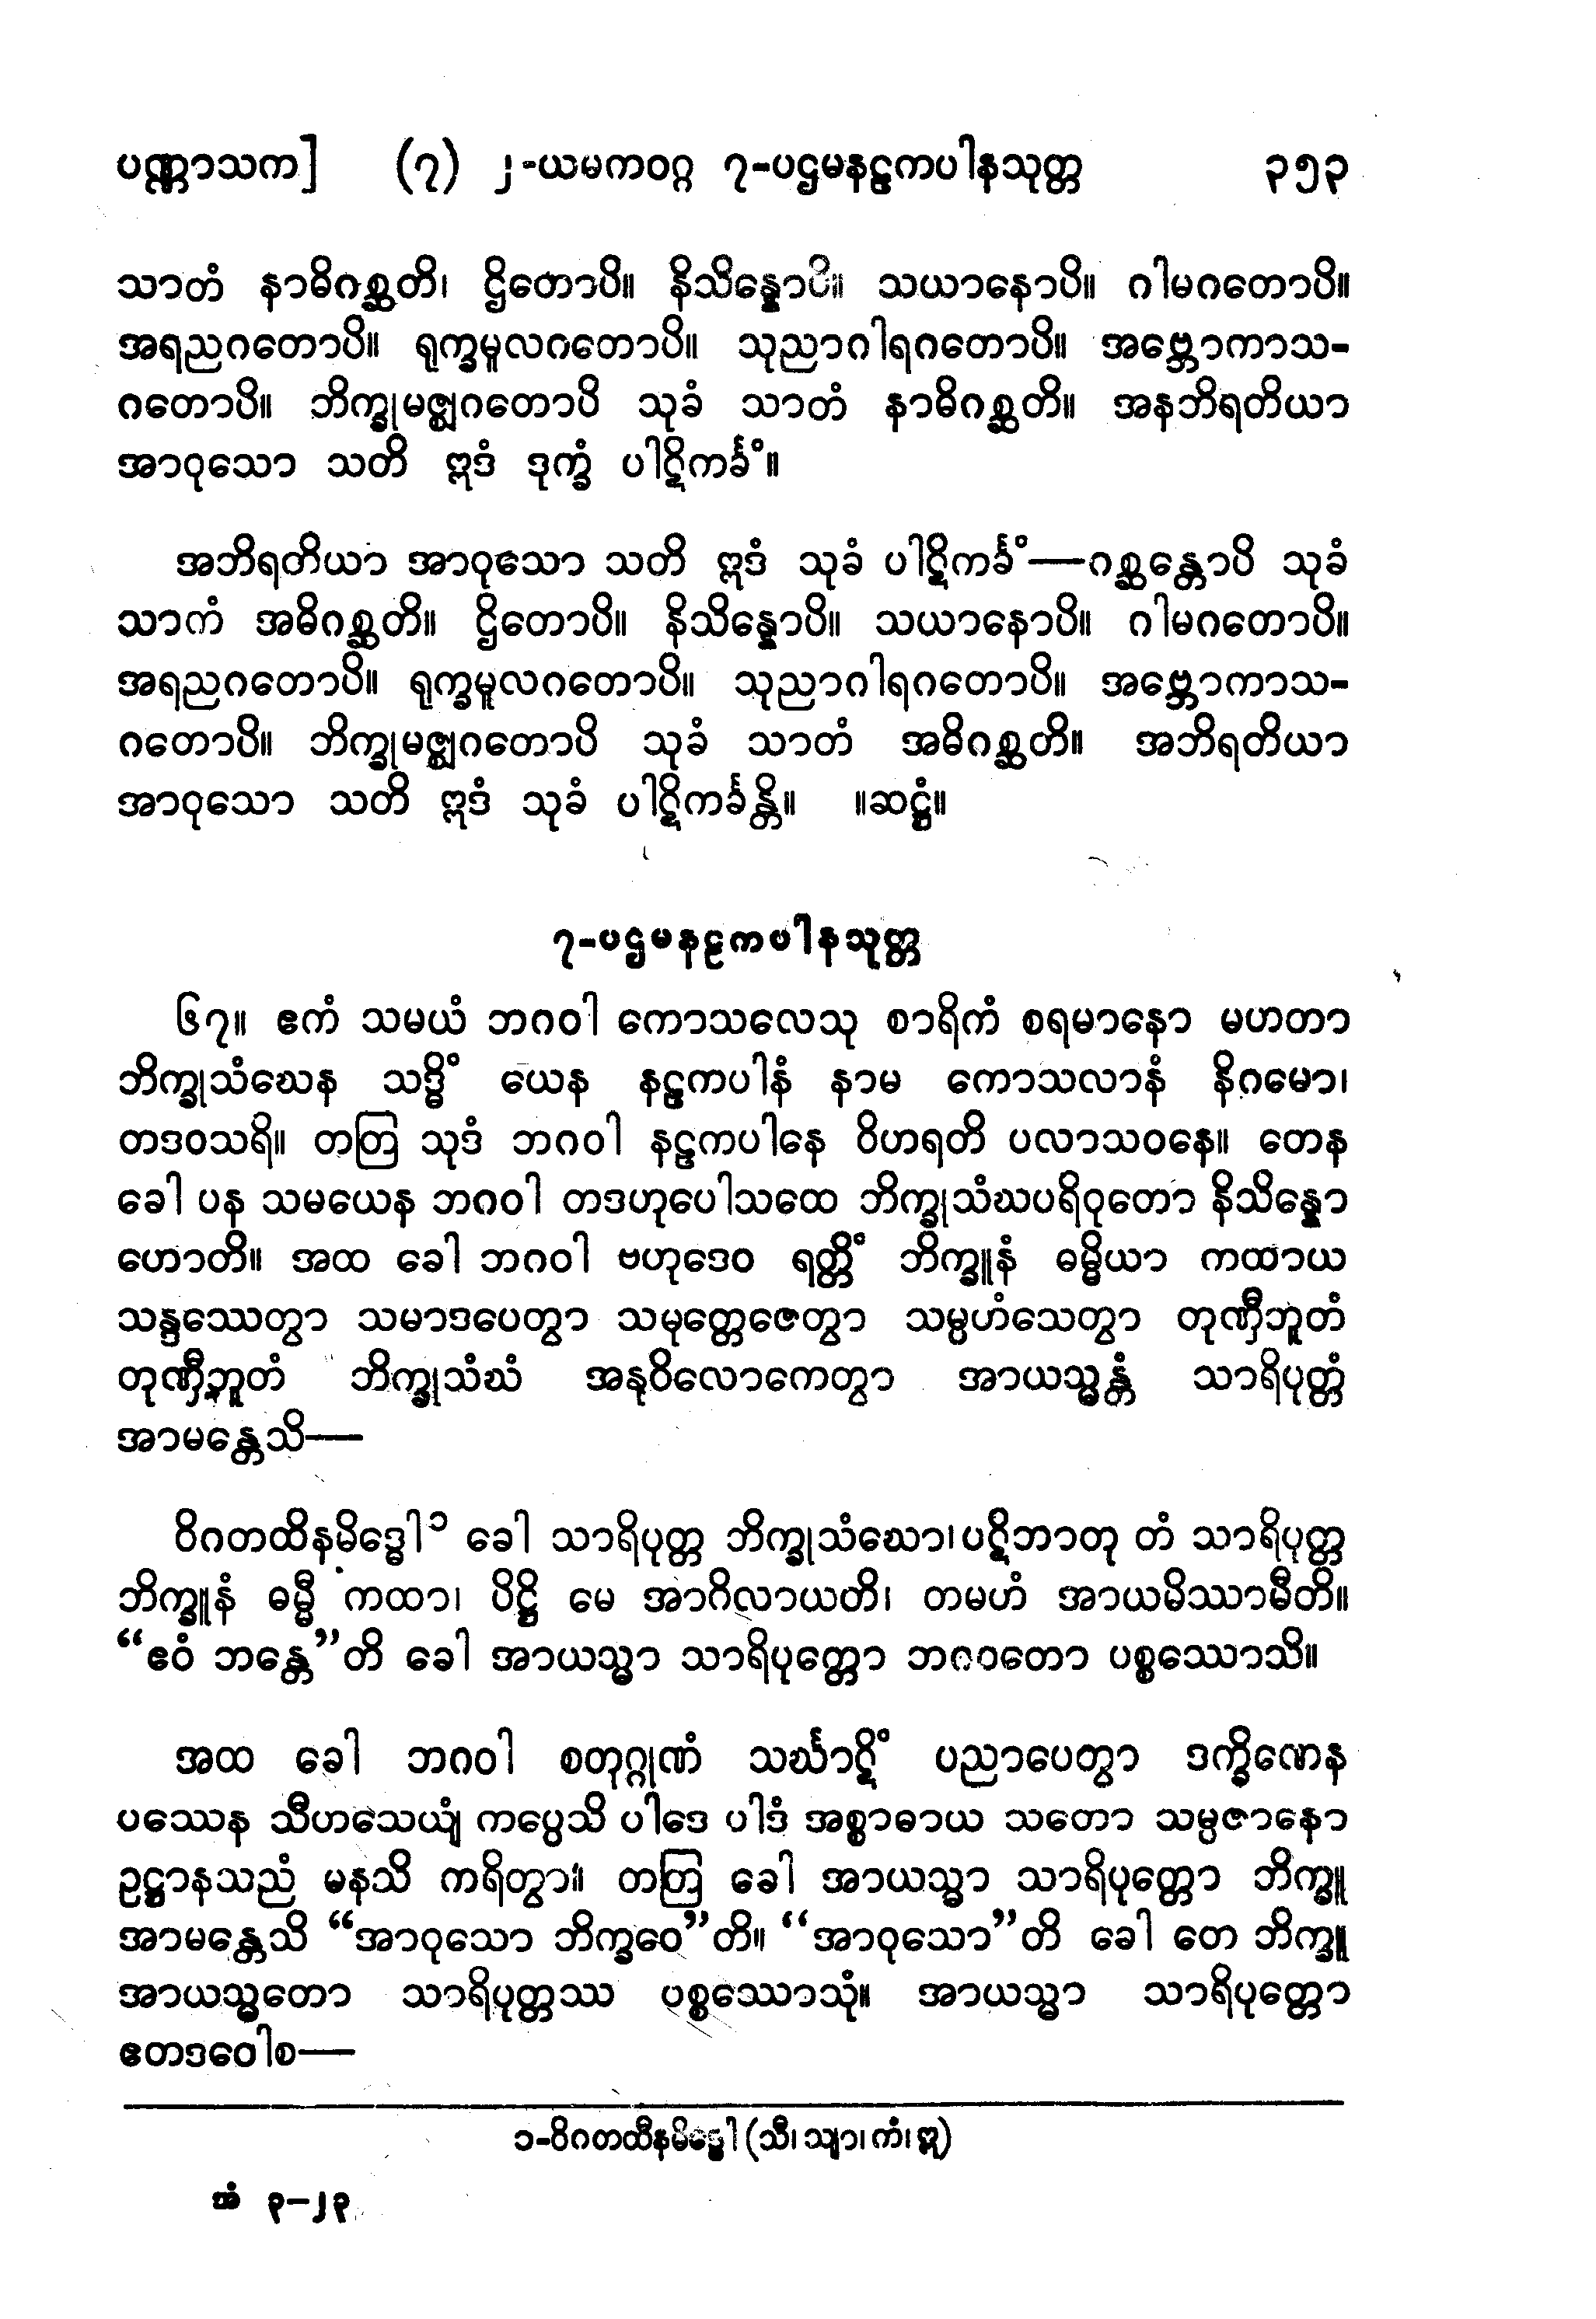 ပဏ္ဏာသက]	(၇) ၂-ယမကဝဂ္ဂ ၇-ပဌမနဠကပါနသုတ္တ	၃၅၃
သာတံ နာဓိဂစ္ဆတိ၊ ဌိတောပိ။ နိသိန္နောပိ။ သယာနောပိ။ ဂါမဂတောပိ။
အရညဂတောပိ။ ရုက္ခမူလဂတောပိ။ သုညာဂါရဂတောပိ။ အဗ္ဘောကာသ-
ဂတောပိ။ ဘိက္ခုမဇ္ဈဂတောပိ သုခံ သာတံ နာဓိဂစ္ဆတိ။ အနဘိရတိယာ
အာဝုသော သတိ ဣဒံ ဒုက္ခံ ပါဋိကင်္ခံ။
အဘိရတိယာ အာဝုသော သတိ ဣဒံ သုခံ ပါဋိကင်္ခံ—ဂစ္ဆန္တောပိ သုခံ
သာကံ အဓိဂစ္ဆတိ။ ဌိတောပိ။ နိသိန္နောပိ။ သယာနောပိ။ ဂါမဂတောပိ။
အရညဂတောပိ။ ရုက္ခမူလဂတောပိ။ သုညာဂါရဂတောပိ။ အဗ္ဘောကာသ-
ဂတောပိ။ ဘိက္ခုမဇ္ဈဂတောပိ သုခံ သာတံ အဓိဂစ္ဆတိ။ အဘိရတိယာ
အာဝုသော သတိ ဣဒံ သုခံ ပါဋိကင်္ခန္တိ။ ။ဆဋ္ဌံ။
၇-ပဌမနဠကပါနသုတ္တ
၆၇။ ဧကံ သမယံ ဘဂဝါ ကောသလေသု စာရိကံ စရမာနော မဟတာ
ဘိက္ခုသံဃေန သဒ္ဓိံ ယေန နဠကပါနံ နာမ ကောသလာနံ နိဂမော၊
တဒဝသရိ။ တတြ သုဒံ ဘဂဝါ နဠကပါနေ ဝိဟရတိ ပလာသဝနေ။ တေန
ခေါ ပန သမယေန ဘဂဝါ တဒဟုပေါသထေ ဘိက္ခုသံဃပရိဝုတော နိသိန္နော
ဟောတိ။ အထ ခေါ ဘဂဝါ ဗဟုဒေဝ ရတ္တိံ ဘိက္ခူနံ ဓမ္မိယာ ကထာယ
သန္ဒဿေတွာ သမာဒပေတွာ သမုတ္တေဇေတွာ သမ္ပဟံသေတွာ တုဏှီဘူတံ
တုဏှီဘူတံ ဘိက္ခုသံဃံ အနုဝိလောကေတွာ အာယသ္မန္တံ သာရိပုတ္တံ
အာမန္တေသိ—
ဝိဂတထိနမိဒ္ဓေါ၁ ခေါ သာရိပုတ္တ ဘိက္ခုသံဃော၊ ပဋိဘာတု တံ သာရိပုတ္တ
ဘိက္ခူနံ ဓမ္မီ ကထာ၊ ပိဋ္ဌိ မေ အာဂိလာယတိ၊ တမဟံ အာယမိဿာမီတိ။
“ဧဝံ ဘန္တေ”တိ ခေါ အာယသ္မာ သာရိပုတ္တော ဘဂဝတော ပစ္စဿောသိ။
အထ ခေါ ဘဂဝါ စတုဂ္ဂုဏံ သင်္ဃာဋိံ ပညာပေတွာ ဒက္ခိဏေန
ပဿေန သီဟသေယျံ ကပ္ပေသိ ပါဒေ ပါဒံ အစ္စာဓာယ သတော သမ္ပဇာနော
ဥဋ္ဌာနသညံ မနသိ ကရိတွာ။ တတြ ခေါ အာယသ္မာ သာရိပုတ္တော ဘိက္ခူ
အာမန္တေသိ “အာဝုသော ဘိက္ခဝေ”တိ။ “အာဝုသော”တိ ခေါ တေ ဘိက္ခူ
အာယသ္မတော သာရိပုတ္တဿ ပစ္စဿောသုံ။ အာယသ္မာ သာရိပုတ္တော
ဧတဒဝေါစ—
၁-ဝိဂတထီနမိဒ္ဓေါ (သီ၊ သျာ၊ ကံ၊ ဣ)
အံ ၃-၂၃